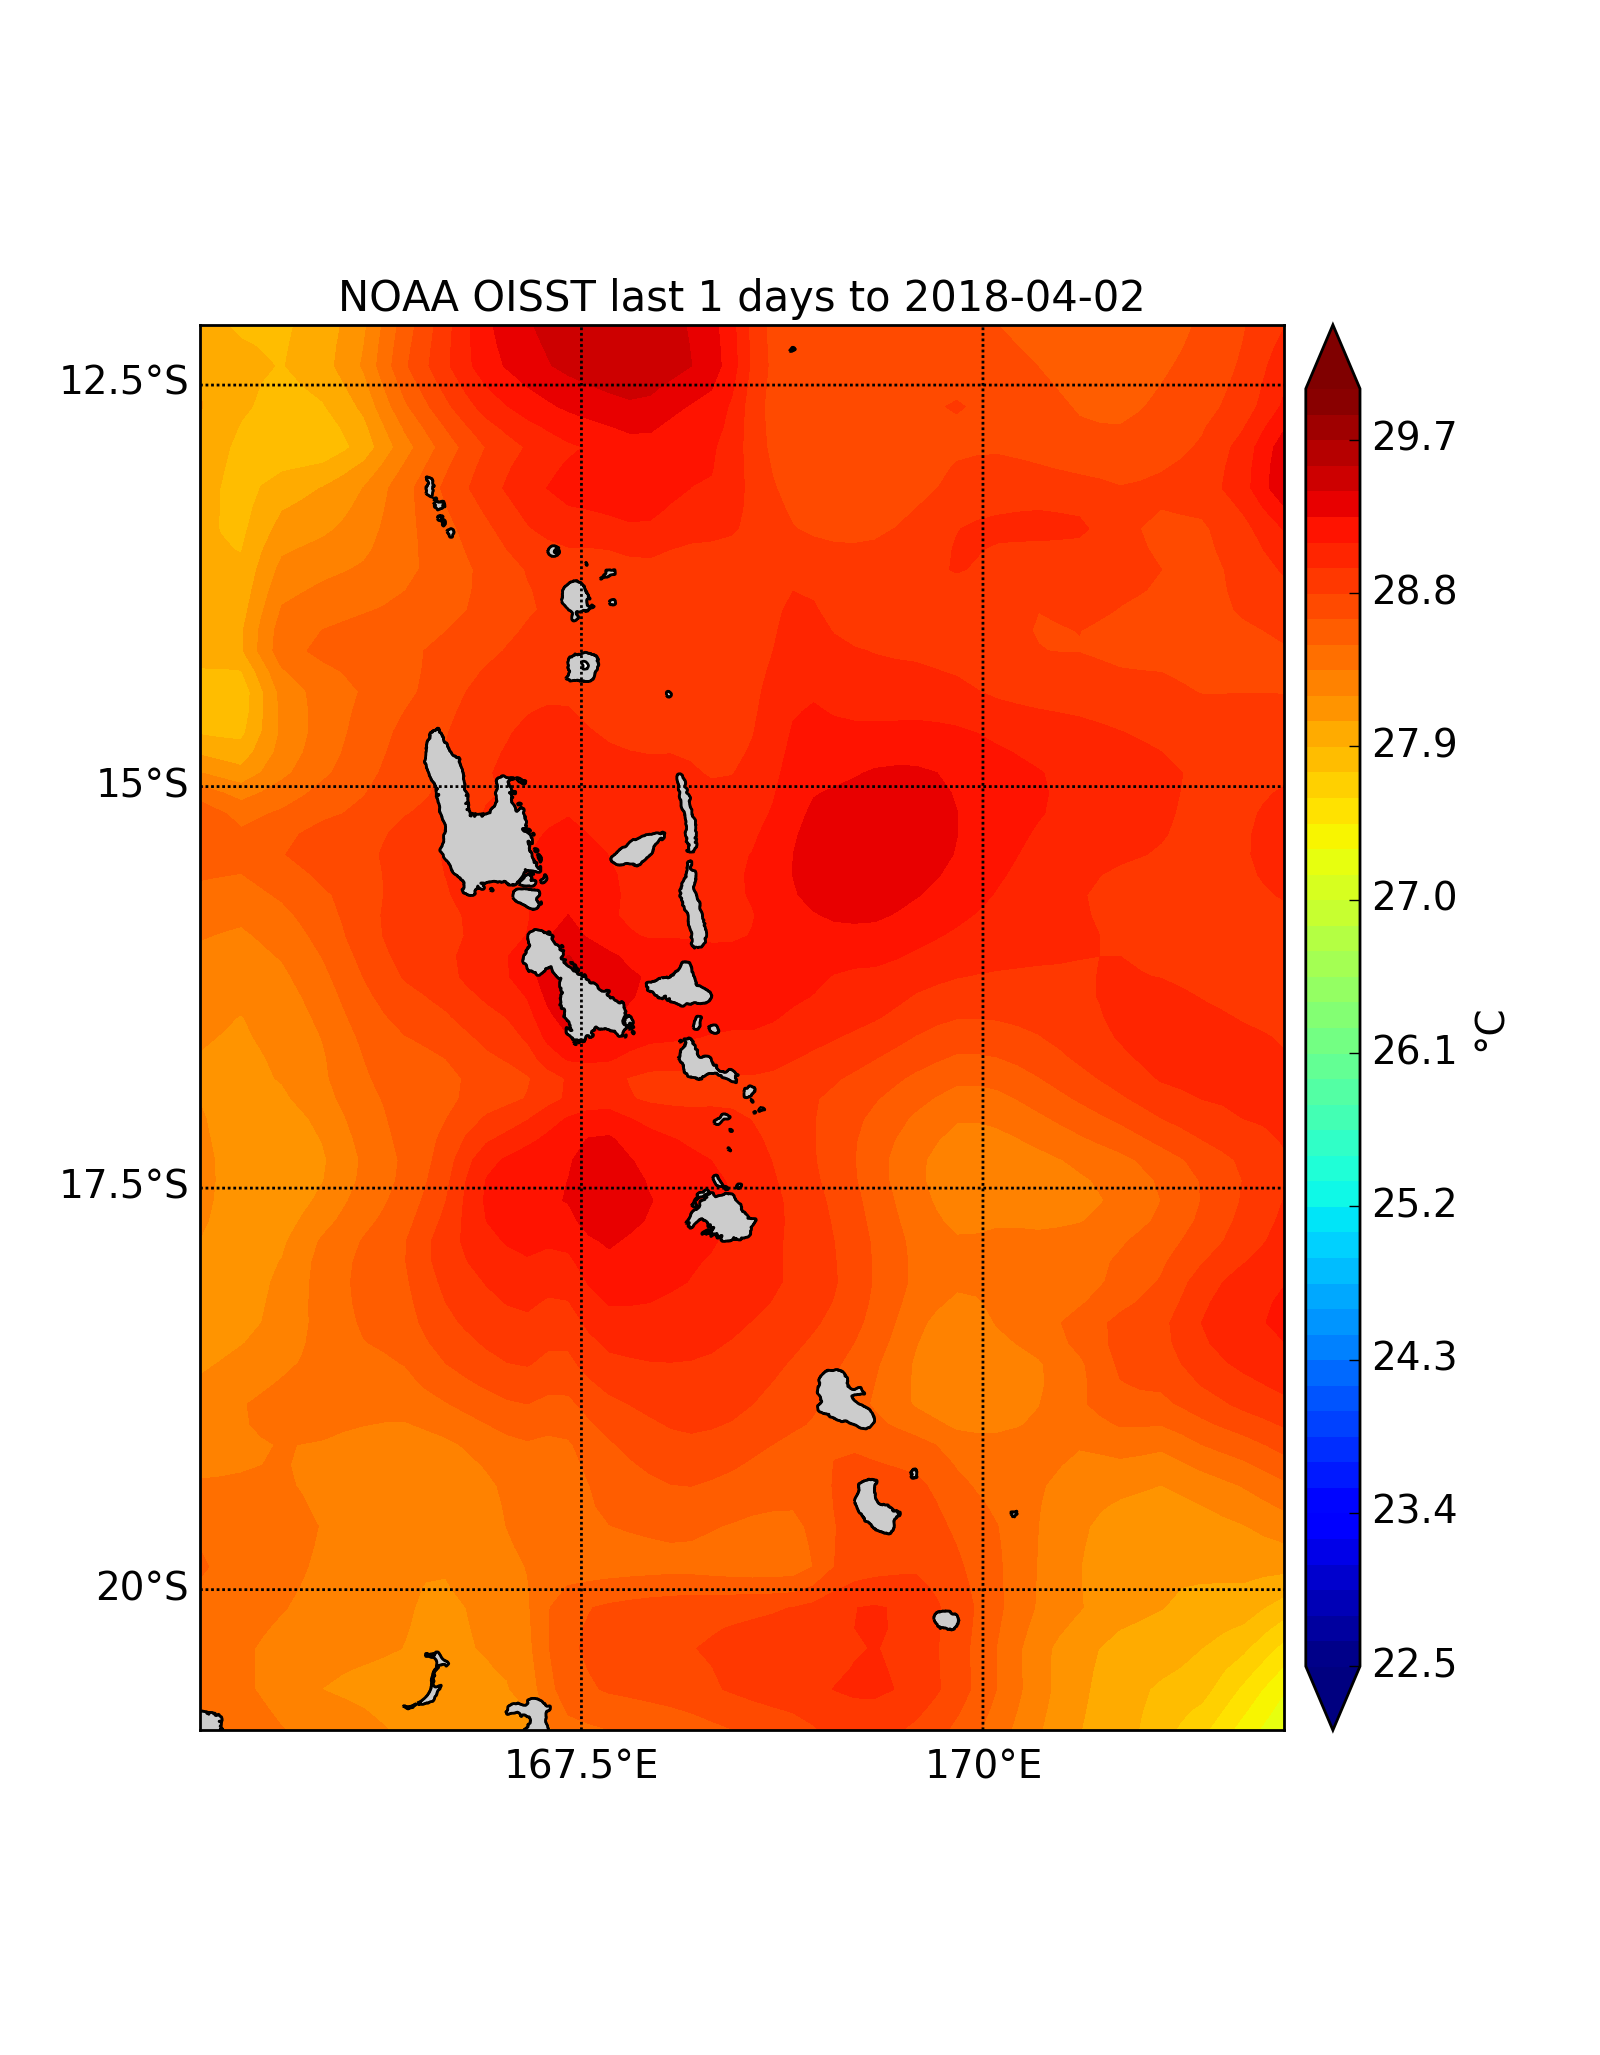 NOAA OISST last 1 days to 2018-04-02
12.5°S
15°S
17.5°S
20°S
167.5°E
170°E
29.7
28.8
27.9
27.0
26.1
25.2
24.3
23.4
22.5
°C